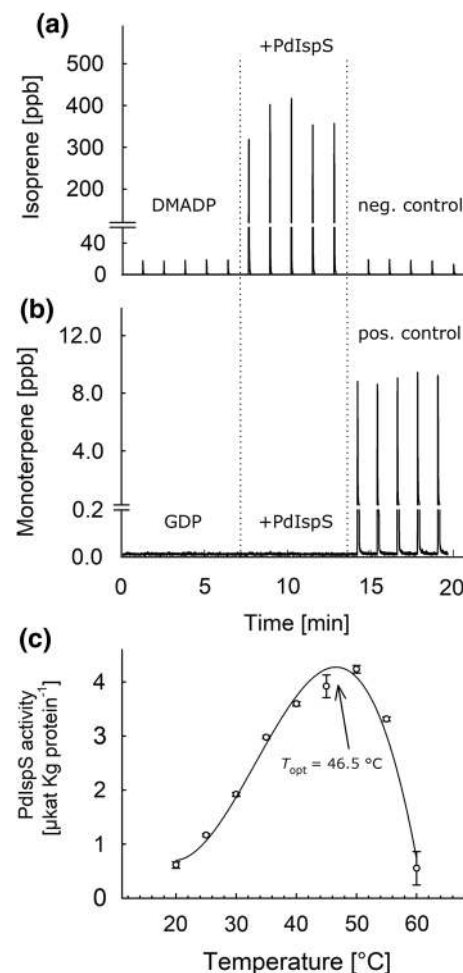 (a)
+PdIspS
Isoprene [ppb]
500
400
300
200
40
0
DMADP
neg. control
(b)
pos. control
Monoterpene [ppb]
12.0
8.0
4.0
0.2
0.0
GDP
+PdIspS
0 5 10 15 20
Time [min]
(c)
PdIspS activity
[µkat Kg protein⁻¹]
4
3
2
1
0
T_opt = 46.5 °C
20 30 40 50 60
Temperature [°C]